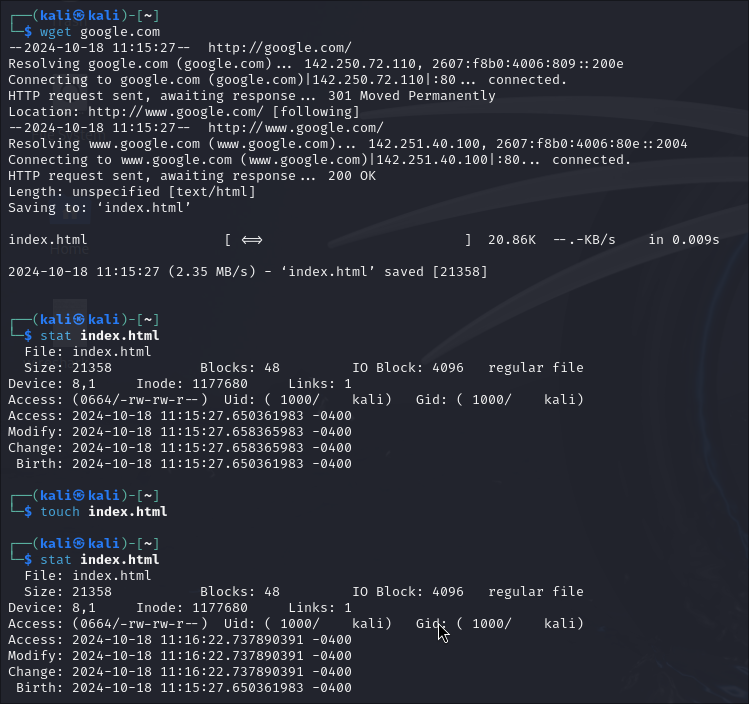 ┌──(kali㉿kali)-[~]
└─$ wget google.com
--2024-10-18 11:15:27--  http://google.com/
Resolving google.com (google.com)... 142.250.72.110, 2607:f8b0:4006:809::200e
Connecting to google.com (google.com)|142.250.72.110|:80... connected.
HTTP request sent, awaiting response... 301 Moved Permanently
Location: http://www.google.com/ [following]
--2024-10-18 11:15:27--  http://www.google.com/
Resolving www.google.com (www.google.com)... 142.251.40.100, 2607:f8b0:4006:80e::2004
Connecting to www.google.com (www.google.com)|142.251.40.100|:80... connected.
HTTP request sent, awaiting response... 200 OK
Length: unspecified [text/html]
Saving to: ‘index.html’
index.html                 [ <=>                          ]  20.86K  --.-KB/s    in 0.009s
2024-10-18 11:15:27 (2.35 MB/s) - ‘index.html’ saved [21358]
┌──(kali㉿kali)-[~]
└─$ stat index.html
  File: index.html
  Size: 21358           Blocks: 48         IO Block: 4096   regular file
Device: 8,1     Inode: 1177680     Links: 1
Access: (0664/-rw-rw-r--)  Uid: ( 1000/    kali)   Gid: ( 1000/    kali)
Access: 2024-10-18 11:15:27.650361983 -0400
Modify: 2024-10-18 11:15:27.658365983 -0400
Change: 2024-10-18 11:15:27.658365983 -0400
 Birth: 2024-10-18 11:15:27.650361983 -0400
┌──(kali㉿kali)-[~]
└─$ touch index.html
┌──(kali㉿kali)-[~]
└─$ stat index.html
  File: index.html
  Size: 21358           Blocks: 48         IO Block: 4096   regular file
Device: 8,1     Inode: 1177680     Links: 1
Access: (0664/-rw-rw-r--)  Uid: ( 1000/    kali)   Gid: ( 1000/    kali)
Access: 2024-10-18 11:16:22.737890391 -0400
Modify: 2024-10-18 11:16:22.737890391 -0400
Change: 2024-10-18 11:16:22.737890391 -0400
 Birth: 2024-10-18 11:15:27.650361983 -0400